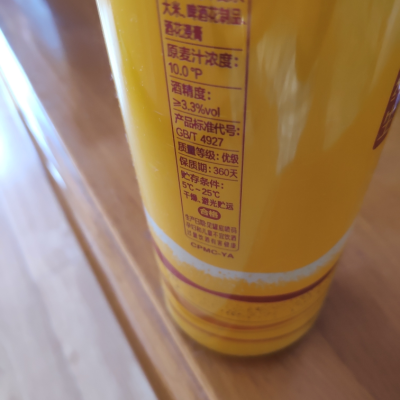 大米、啤酒花制品、
酒花浸膏
原麦汁浓度：
10.0°P
酒精度：
≥3.3%vol
产品标准代号：
GB/T 4927
质量等级：优级
保质期：360天
贮存条件：
5℃~25℃
干燥、避光贮运
CPMC-YA